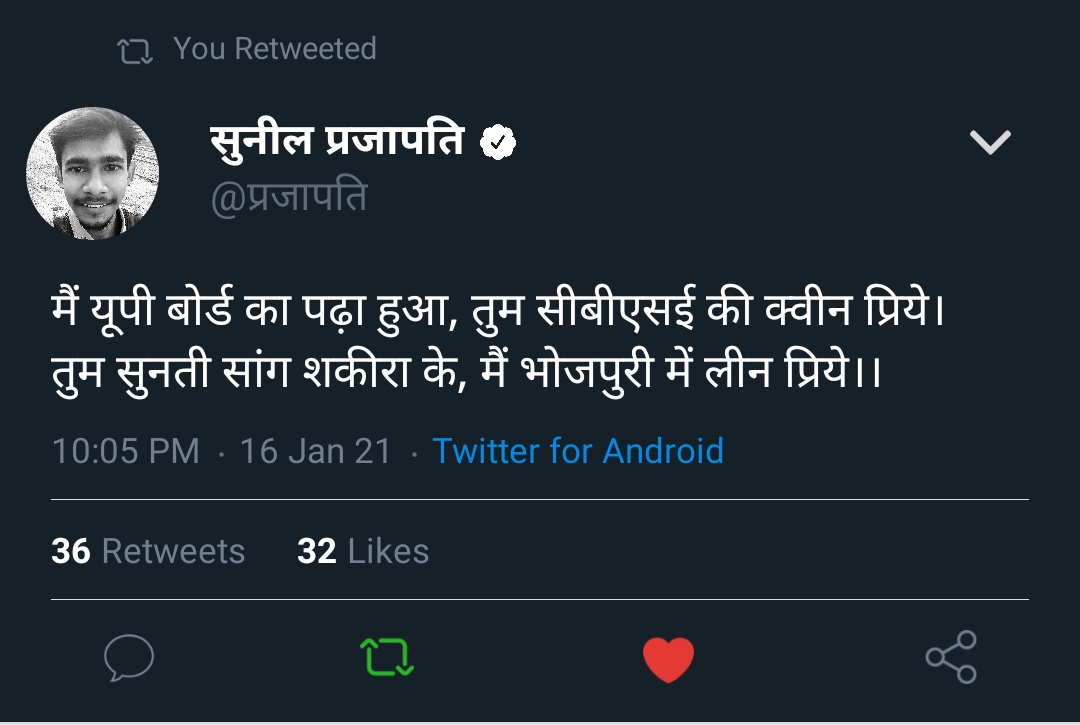 You Retweeted
सुनील प्रजापति
@प्रजापति
मैं यूपी बोर्ड का पढ़ा हुआ, तुम सीबीएसई की क्वीन प्रिये।
तुम सुनती सांग शकीरा के, मैं भोजपुरी में लीन प्रिये।।
10:05 PM · 16 Jan 21 · Twitter for Android
36 Retweets 32 Likes